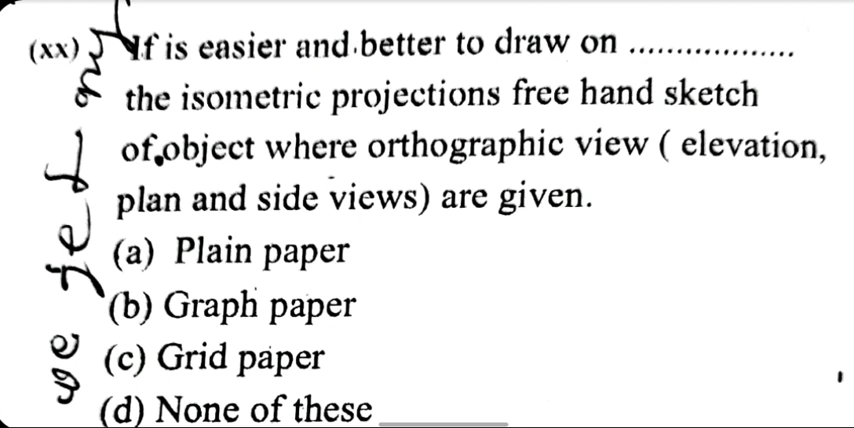 (xx) If is easier and better to draw on ...................
the isometric projections free hand sketch
of object where orthographic view ( elevation,
plan and side views) are given.
(a) Plain paper
(b) Graph paper
(c) Grid paper
(d) None of these